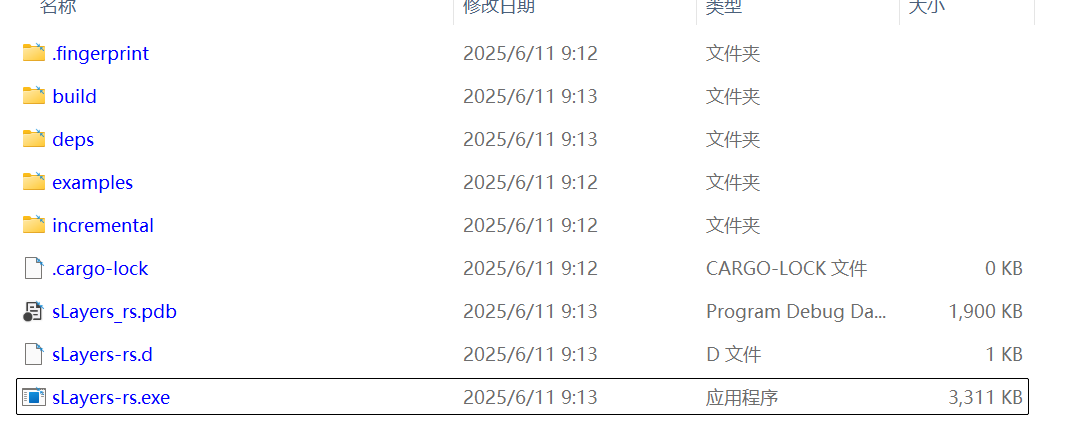 名称 修改日期 类型 大小
.fingerprint 2025/6/11 9:12 文件夹
build 2025/6/11 9:13 文件夹
deps 2025/6/11 9:13 文件夹
examples 2025/6/11 9:12 文件夹
incremental 2025/6/11 9:12 文件夹
.cargo-lock 2025/6/11 9:12 CARGO-LOCK 文件 0 KB
sLayers_rs.pdb 2025/6/11 9:13 Program Debug Da... 1,900 KB
sLayers-rs.d 2025/6/11 9:13 D 文件 1 KB
sLayers-rs.exe 2025/6/11 9:13 应用程序 3,311 KB